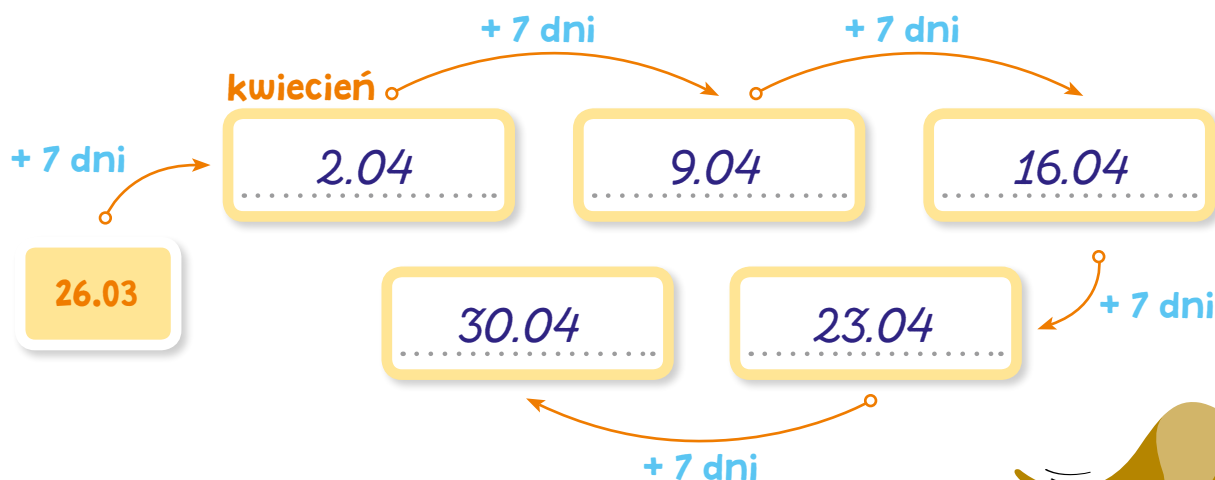 + 7 dni + 7 dni
kwiecień
+ 7 dni
2.04 9.04 16.04
26.03
30.04 23.04
+ 7 dni
+ 7 dni